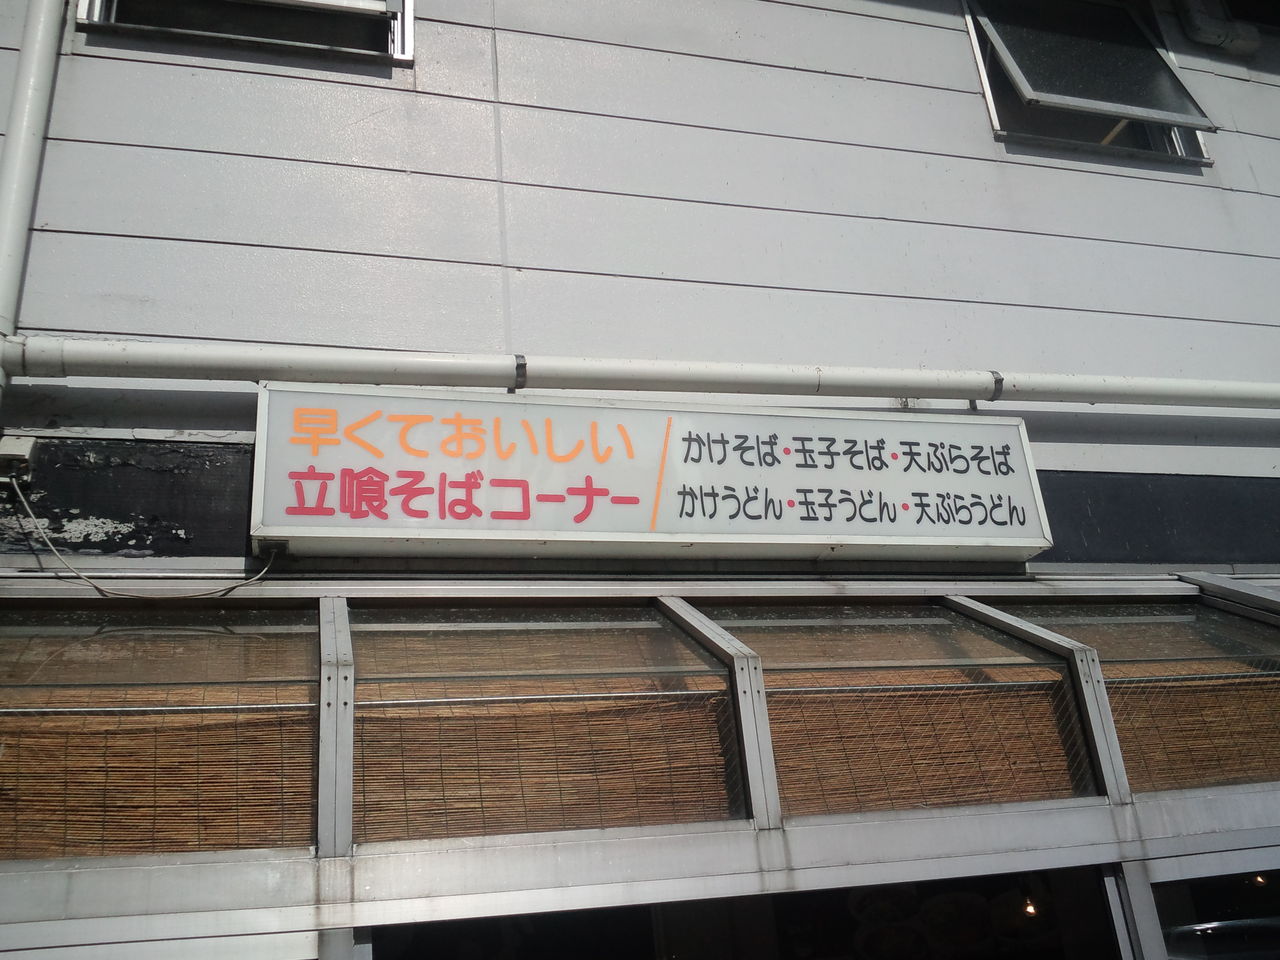 早くておいしい
立喰そばコーナー
かけそば・玉子そば・天ぷらそば
かけうどん・玉子うどん・天ぷらうどん